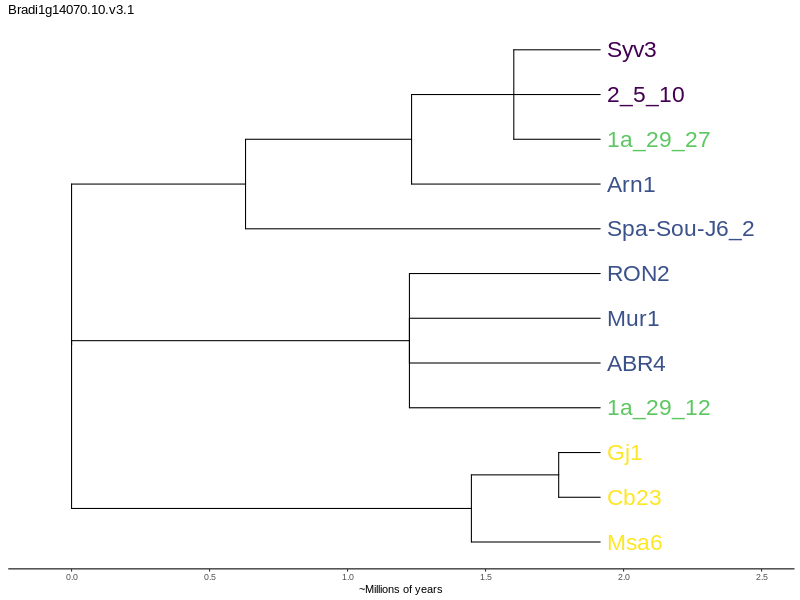 Bradi1g14070.10.v3.1
Syv3
2_5_10
1a_29_27
Arn1
Spa-Sou-J6_2
RON2
Mur1
ABR4
1a_29_12
Gj1
Cb23
Msa6
0.0 0.5 1.0 1.5 2.0 2.5
~Millions of years